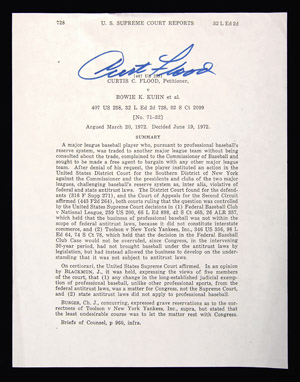 728 U. S. SUPREME COURT REPORTS 32 L Ed 2d
Curt Flood
[407 US 258]
CURTIS C. FLOOD, Petitioner,
v
BOWIE K. KUHN et al.
407 US 258, 32 L Ed 2d 728, 92 S Ct 2099
[No. 71-32]
Argued March 20, 1972. Decided June 19, 1972.
SUMMARY
A major league baseball player who, pursuant to professional baseball's
reserve system, was traded to another major league team without being
consulted about the trade, complained to the Commissioner of Baseball and
sought to be made a free agent to bargain with any other major league
team. After denial of his request, the player instituted an action in the
United States District Court for the Southern District of New York
against the Commissioner and the presidents and clubs of the two major
leagues, challenging baseball's reserve system as, inter alia, violative of
federal and state antitrust laws. The District Court found for the defend-
ants (316 F Supp 271), and the Court of Appeals for the Second Circuit
affirmed (443 F2d 264), both courts ruling that the question was controlled
by the United States Supreme Court decisions in (1) Federal Baseball Club
v National League, 259 US 200, 66 L Ed 898, 42 S Ct 465, 26 ALR 357,
which held that the business of professional baseball was not within the
scope of federal antitrust laws, because it did not constitute interstate
commerce, and (2) Toolson v New York Yankees, Inc., 346 US 356, 98 L
Ed 64, 74 S Ct 78, which held that the decision in the Federal Baseball
Club Case would not be overruled, since Congress, in the intervening
30-year period, had not brought baseball under the antitrust laws by
legislation, but had instead allowed the business to develop on the under-
standing that it was not subject to antitrust laws.
On certiorari, the United States Supreme Court affirmed. In an opinion
by BLACKMUN, J., it was held, expressing the views of five members of
the court, that (1) any change in the long-established judicial exemp-
tion of professional baseball, unlike other professional sports, from the
federal antitrust laws, was a matter for Congress, not the Supreme Court,
and (2) state antitrust laws did not apply to professional baseball.
BURGER, Ch. J., concurring, expressed grave reservations as to the cor-
rectness of Toolson v New York Yankees, Inc., supra, but stated that
the least undesirable course was to let the matter rest with Congress.
Briefs of Counsel, p 960, infra.